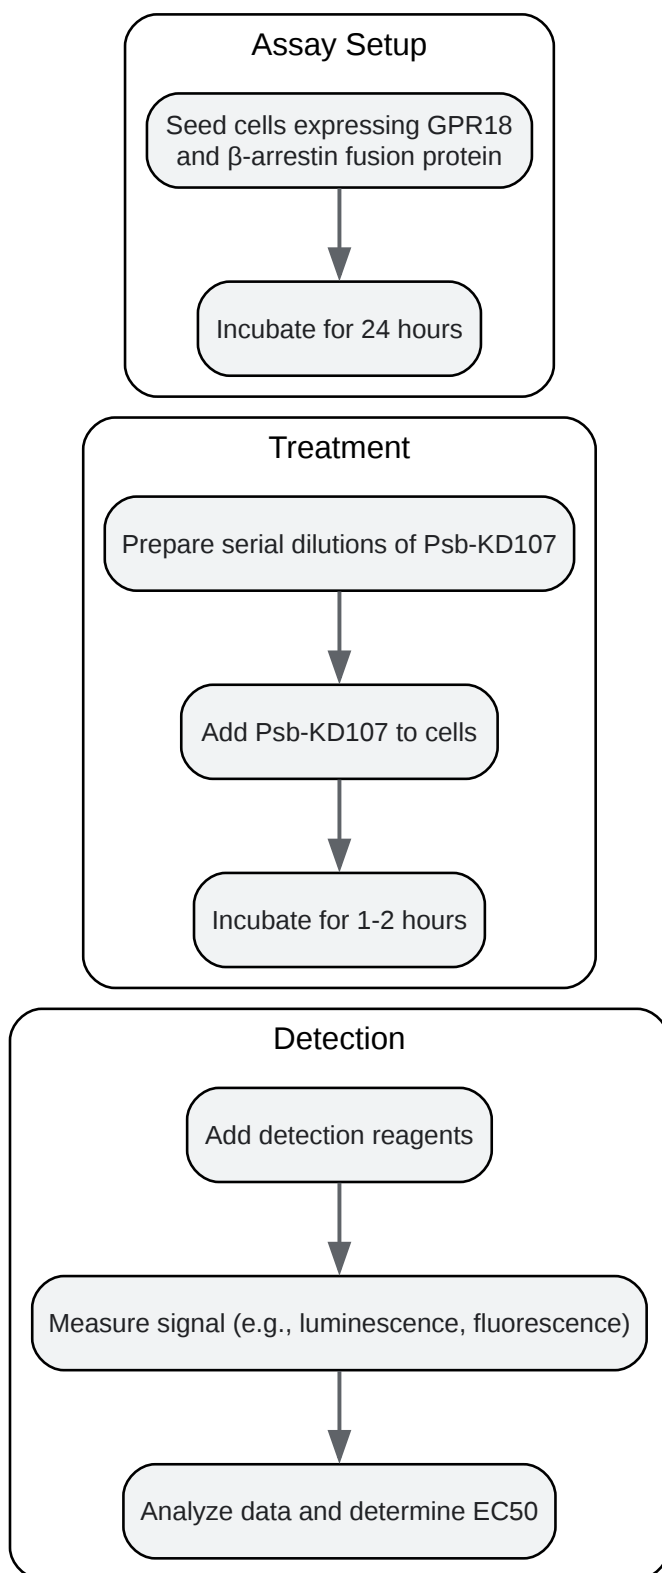 Assay Setup
Seed cells expressing GPR18
and β-arrestin fusion protein
Incubate for 24 hours
Treatment
Prepare serial dilutions of Psb-KD107
Add Psb-KD107 to cells
Incubate for 1-2 hours
Detection
Add detection reagents
Measure signal (e.g., luminescence, fluorescence)
Analyze data and determine EC50